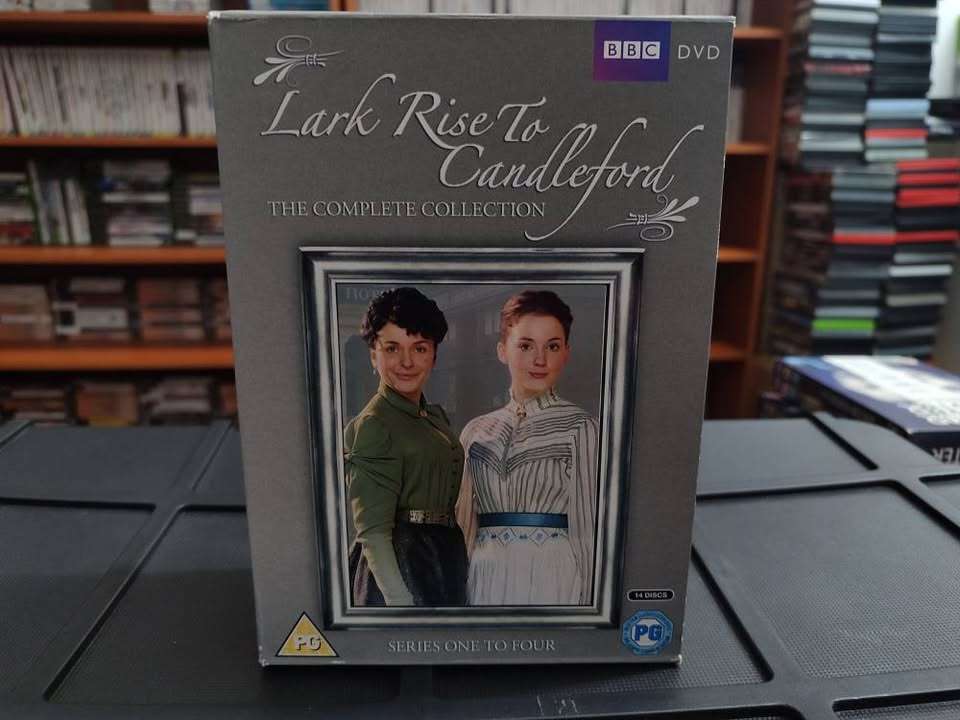 BBC DVD
Lark Rise To
Candleford
THE COMPLETE COLLECTION
14 DISCS
PG
PG
SERIES ONE TO FOUR